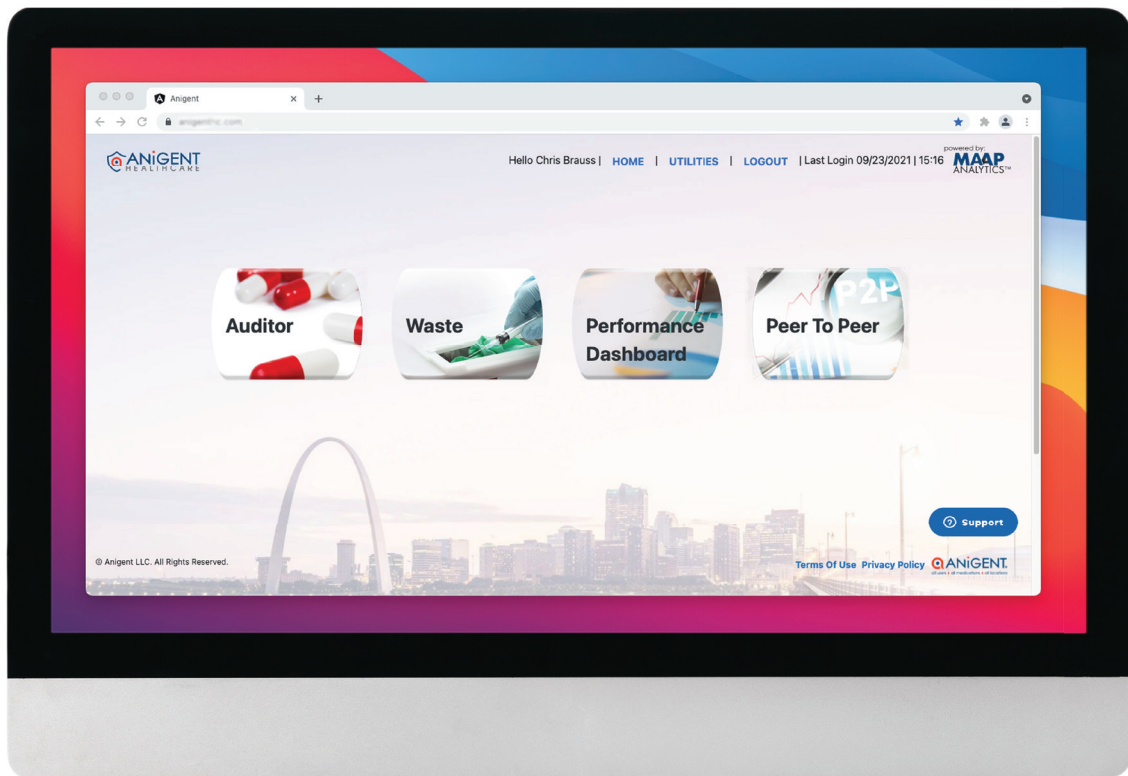 Anigent
ANiGENT
HEALTHCARE
Hello Chris Brauss | HOME | UTILITIES | LOGOUT | Last Login 09/23/2021 | 15:16
powered by:
MAAP
ANALYTICS™
Auditor
Waste
Performance
Dashboard
P2P
Peer To Peer
Support
© Anigent LLC. All Rights Reserved.
Terms Of Use Privacy Policy
ANiGENT